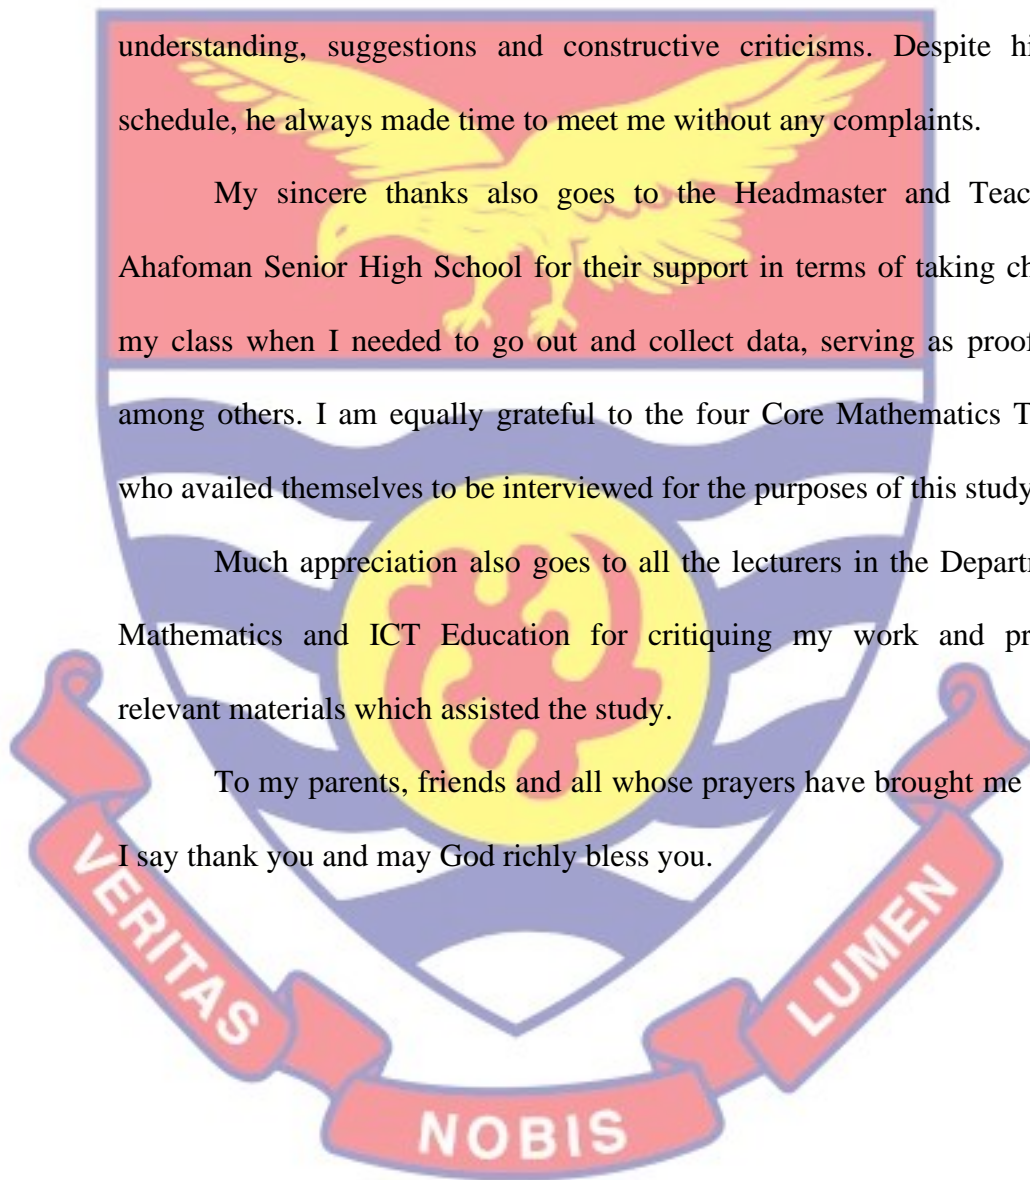 understanding, suggestions and constructive criticisms. Despite hi
schedule, he always made time to meet me without any complaints.
My sincere thanks also goes to the Headmaster and Teac
Ahafoman Senior High School for their support in terms of taking ch
my class when I needed to go out and collect data, serving as proof
among others. I am equally grateful to the four Core Mathematics T
who availed themselves to be interviewed for the purposes of this study
Much appreciation also goes to all the lecturers in the Departm
Mathematics and ICT Education for critiquing my work and pr
relevant materials which assisted the study.
To my parents, friends and all whose prayers have brought me
I say thank you and may God richly bless you.
VERITAS
NOBIS
LUMEN